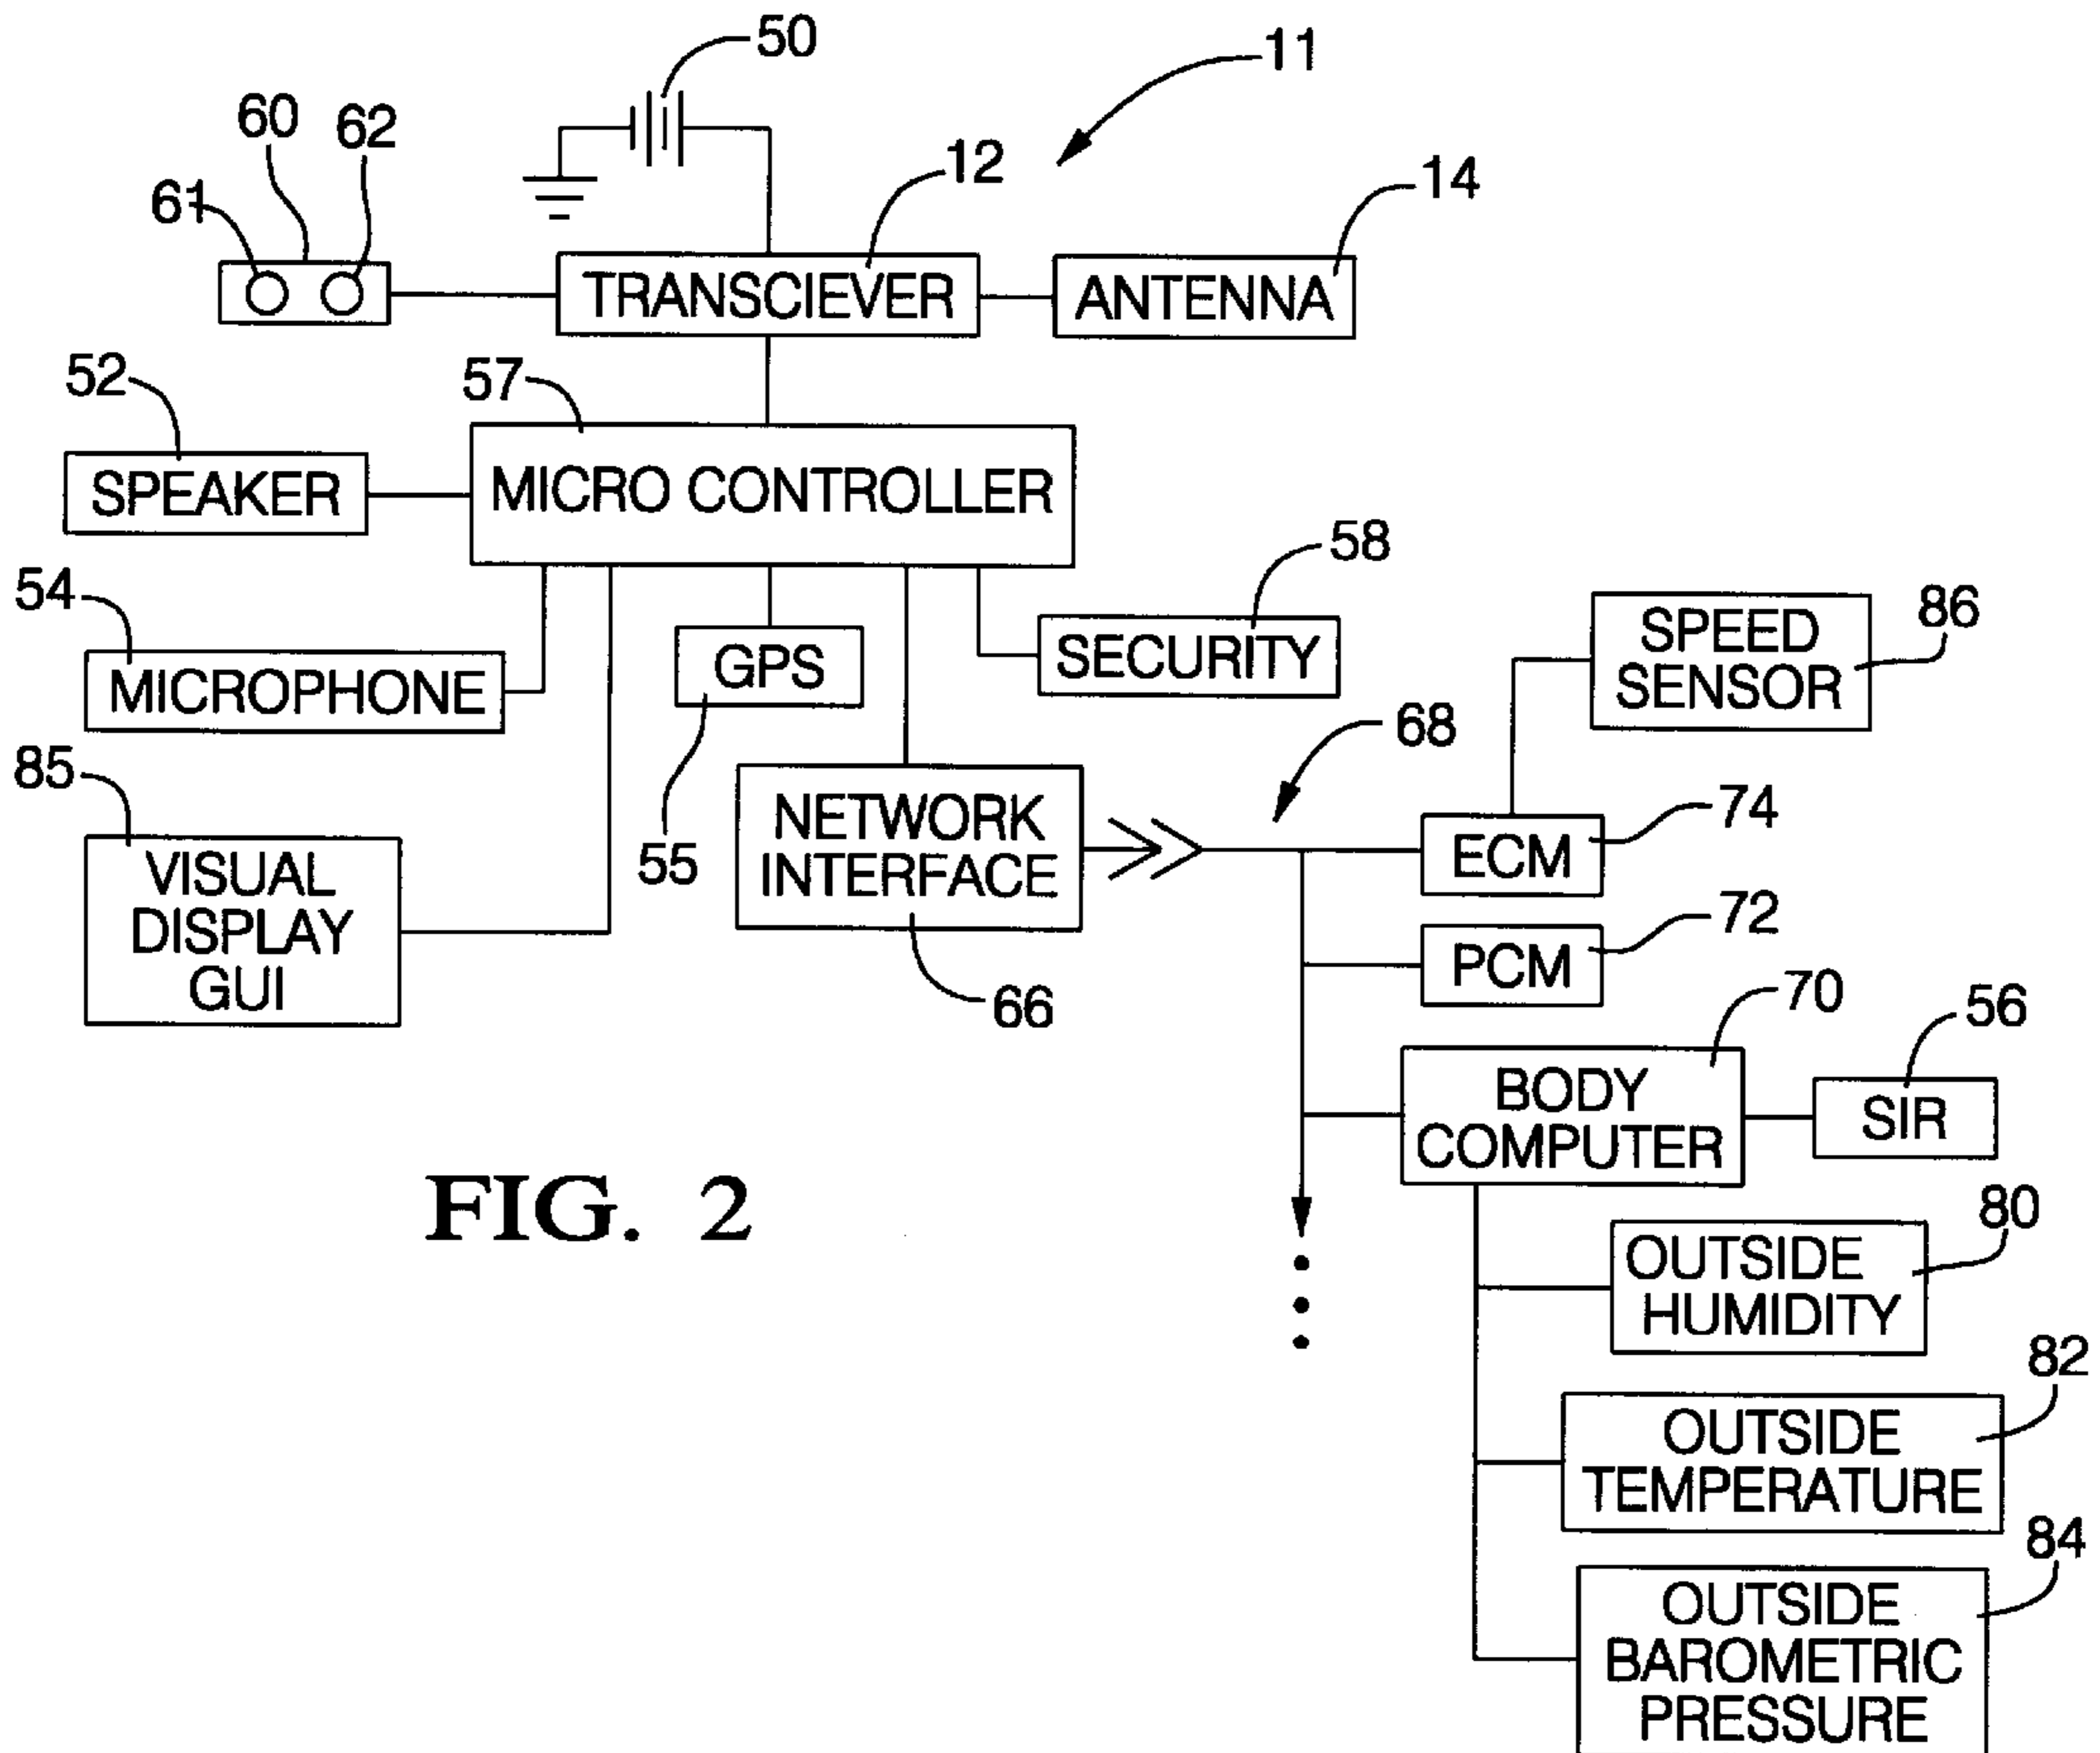 50
11
60
62
12
14
61
TRANSCIEVER
ANTENNA
52
57
SPEAKER
MICRO CONTROLLER
58
54
86
SPEED
SENSOR
MICROPHONE
GPS
SECURITY
68
85
55
NETWORK
INTERFACE
74
ECM
VISUAL
DISPLAY
GUI
72
PCM
66
70
56
BODY
COMPUTER
SIR
FIG. 2
80
OUTSIDE
HUMIDITY
82
OUTSIDE
TEMPERATURE
84
OUTSIDE
BAROMETRIC
PRESSURE